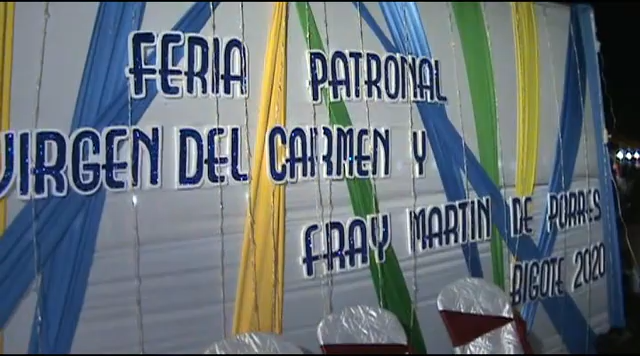 FERIA PATRONAL
VIRGEN DEL CARMEN Y
FRAY MARTIN DE PORRES
BIGOTE 2020